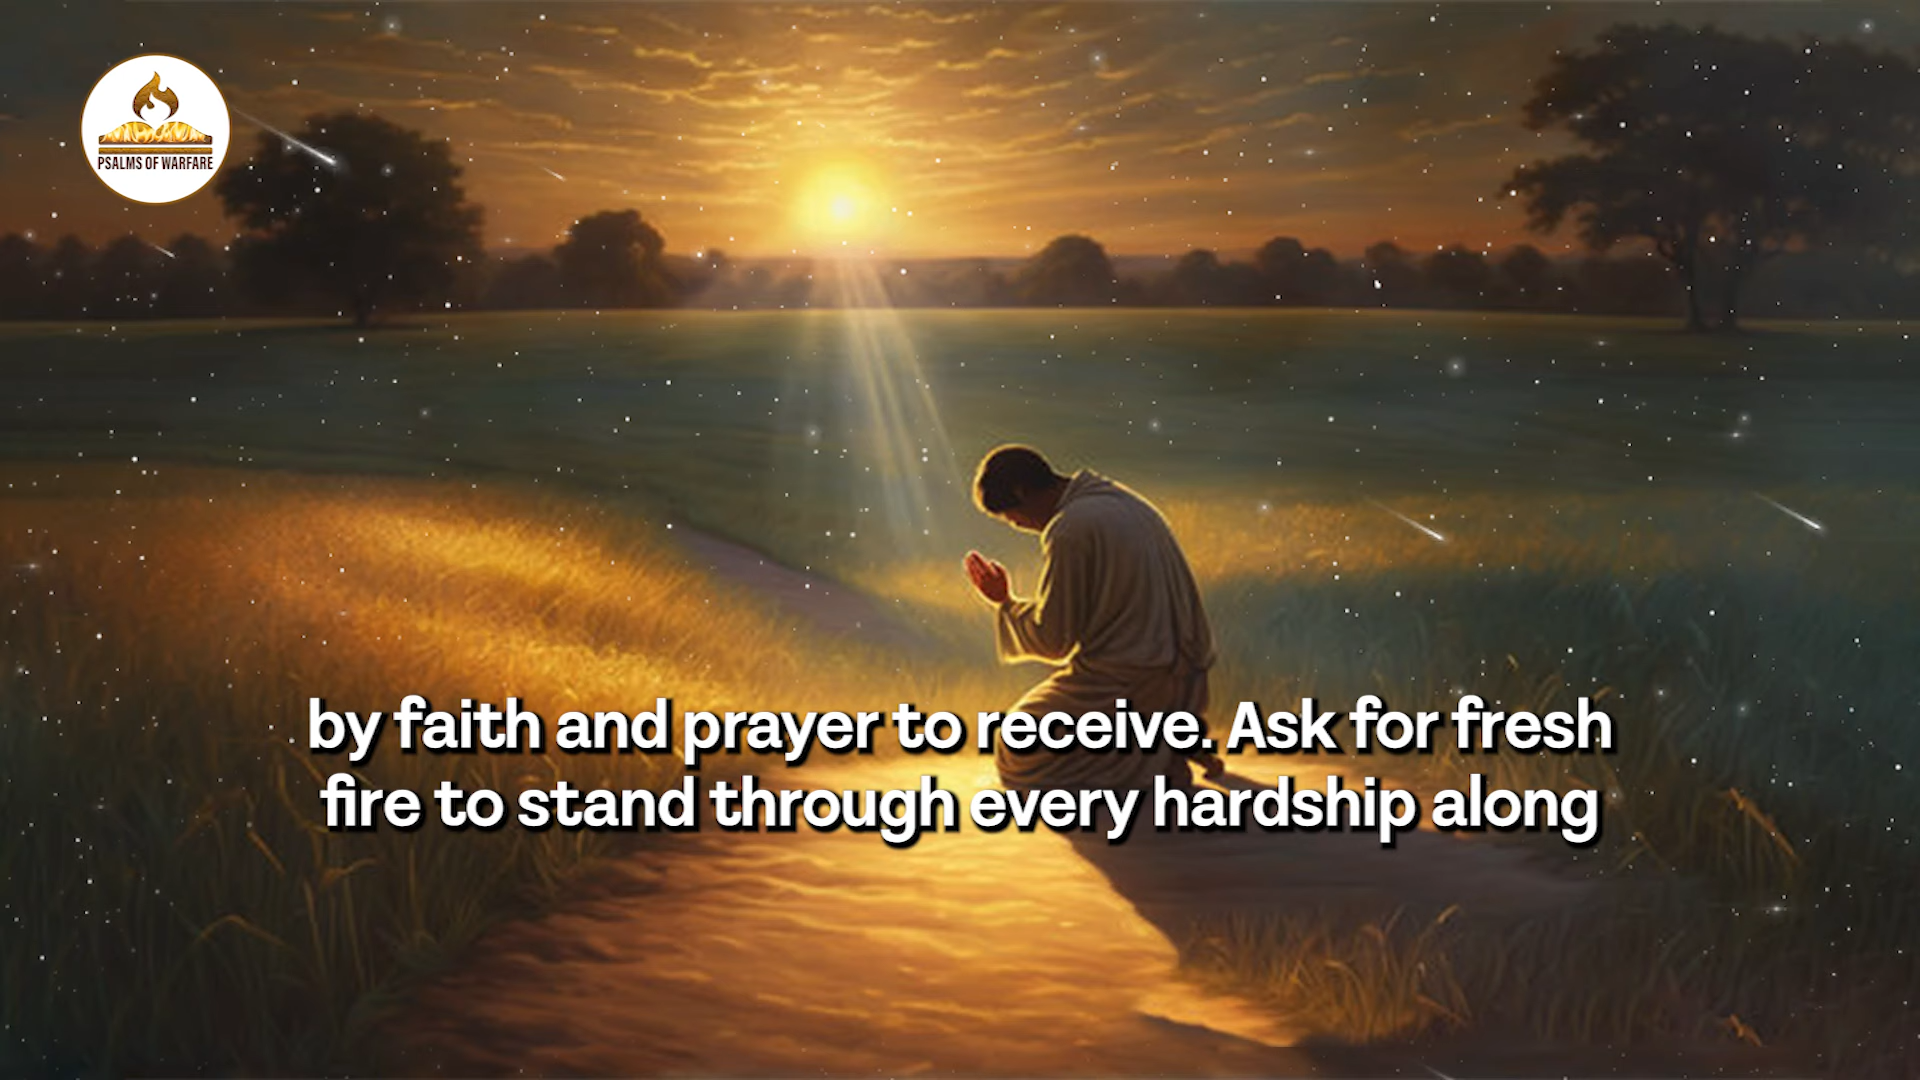 PSALMS OF WARFARE
by faith and prayer to receive. Ask for fresh
fire to stand through every hardship along